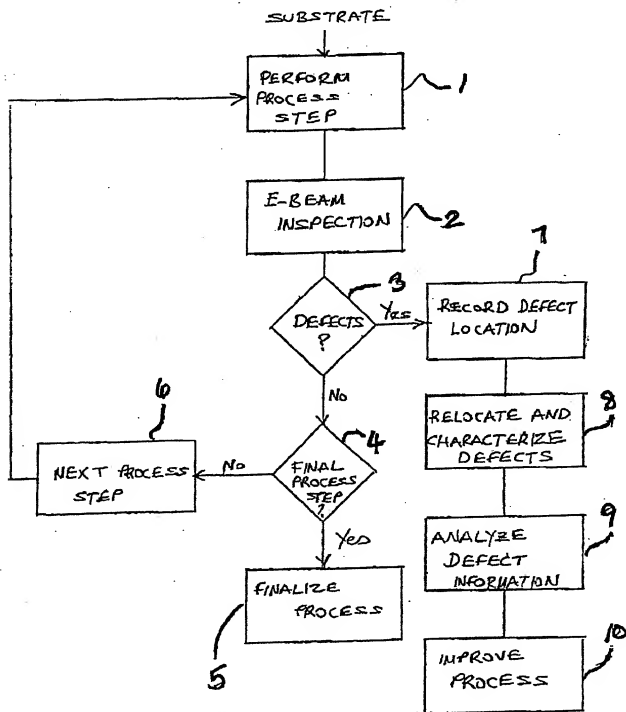 SUBSTRATE
PERFORM
PROCESS
STEP
1
E-BEAM
INSPECTION
2
3
DEFECTS
?
Yes
7
RECORD DEFECT
LOCATION
No
8
RELOCATE AND
CHARACTERIZE
DEFECTS
6
NEXT PROCESS
STEP
No
4
FINAL
PROCESS
STEP
?
Yes
9
ANALYZE
DEFECT
INFORMATION
FINALIZE
PROCESS
5
10
IMPROVE
PROCESS